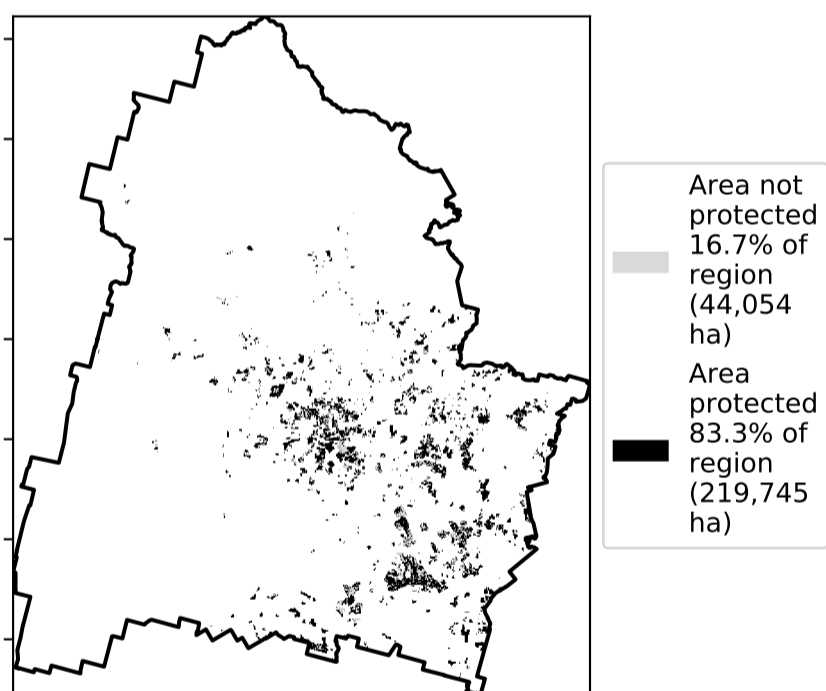 Area not
protected
16.7% of
region
(44,054
ha)
Area
protected
83.3% of
region
(219,745
ha)